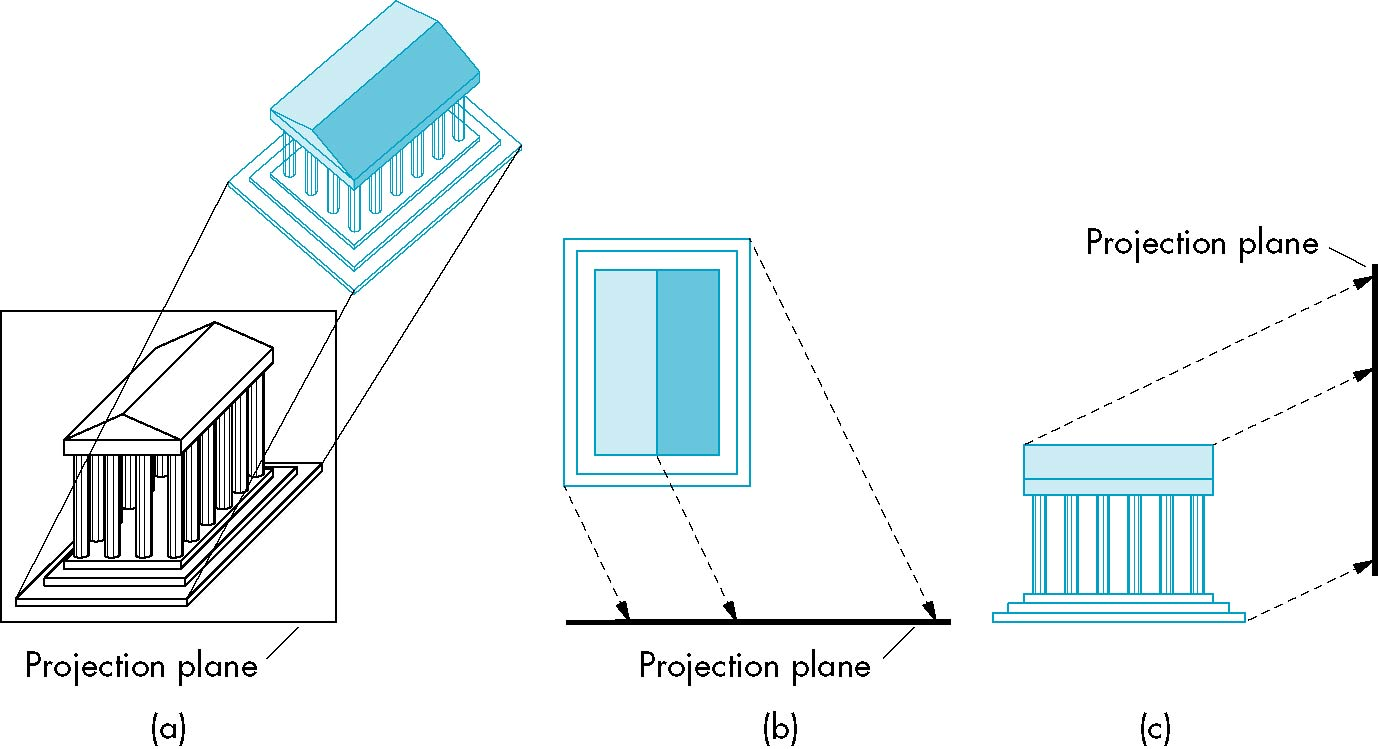 Projection plane
Projection plane
Projection plane
(a)
(b)
(c)